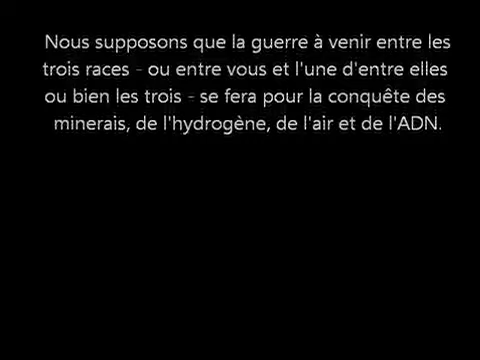 Nous supposons que la guerre à venir entre les
trois races - ou entre vous et l'une d'entre elles
ou bien les trois - se fera pour la conquête des
minerais, de l'hydrogène, de l'air et de l'ADN.